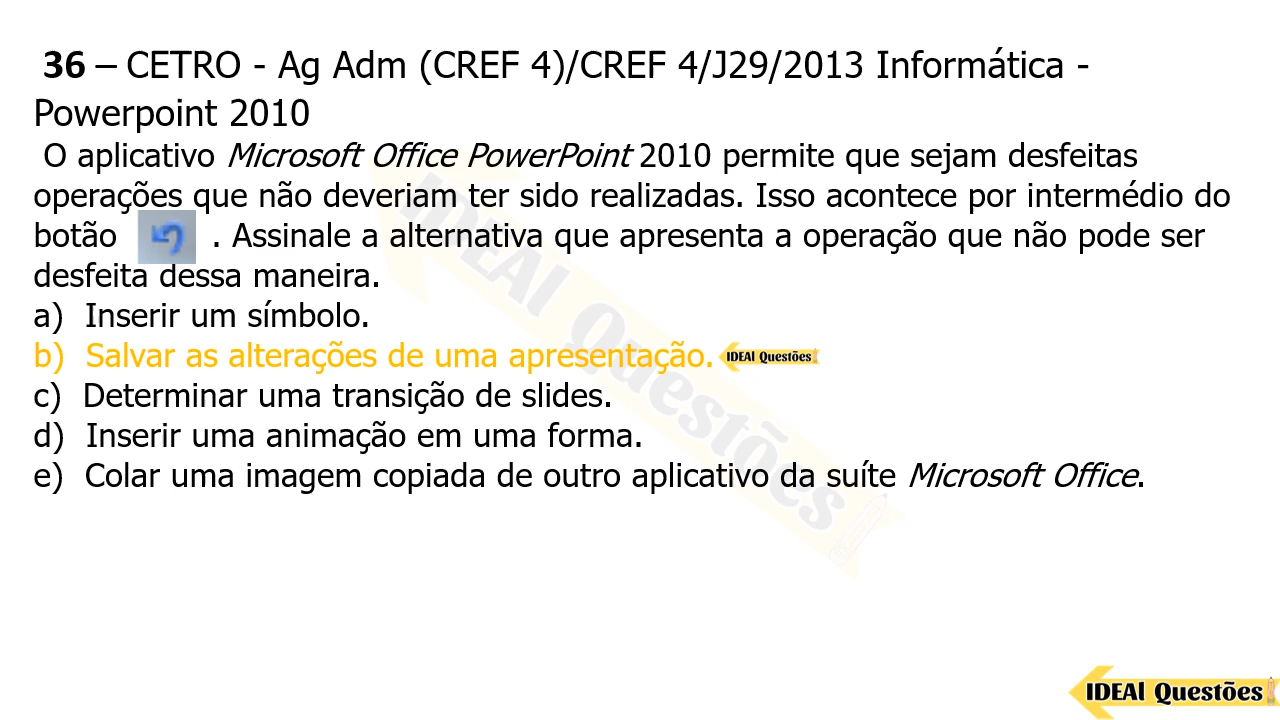 36 – CETRO - Ag Adm (CREF 4)/CREF 4/J29/2013 Informática -
Powerpoint 2010
O aplicativo Microsoft Office PowerPoint 2010 permite que sejam desfeitas
operações que não deveriam ter sido realizadas. Isso acontece por intermédio do
botão . Assinale a alternativa que apresenta a operação que não pode ser
desfeita dessa maneira.
a) Inserir um símbolo.
b) Salvar as alterações de uma apresentação. IDEAl Questões
c) Determinar uma transição de slides.
d) Inserir uma animação em uma forma.
e) Colar uma imagem copiada de outro aplicativo da suíte Microsoft Office.
IDEAl Questões
IDEAl Questões